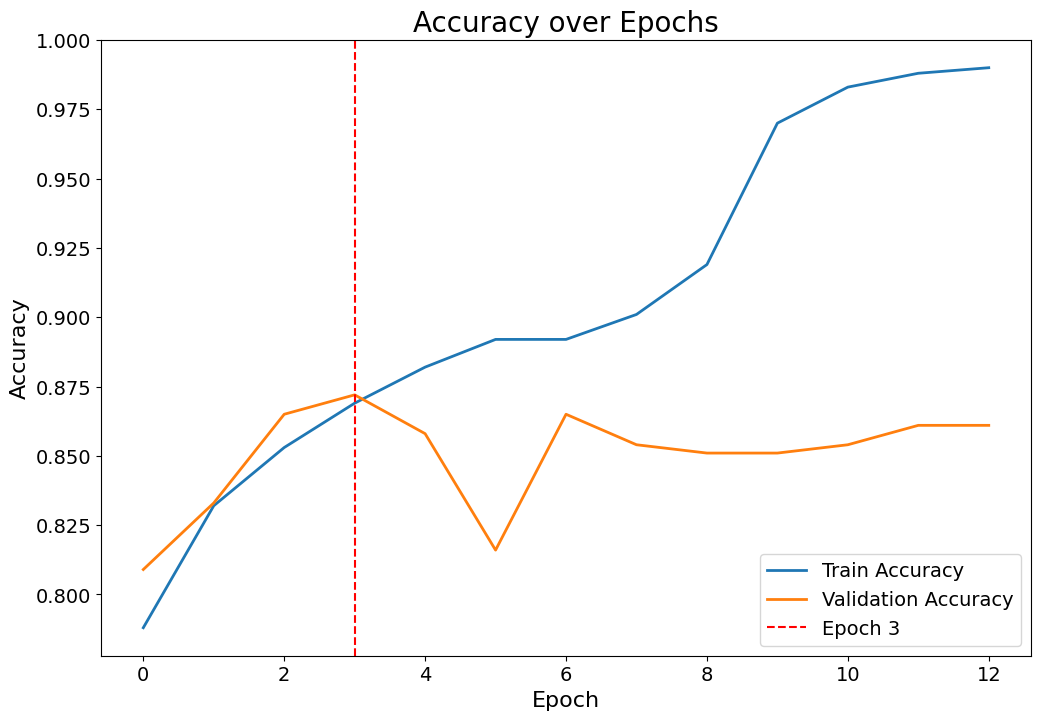 Accuracy over Epochs
1.000
0.975
0.950
0.925
0.900
0.875
0.850
0.825
0.800
Accuracy
0 2 4 6 8 10 12
Epoch
Train Accuracy
Validation Accuracy
Epoch 3